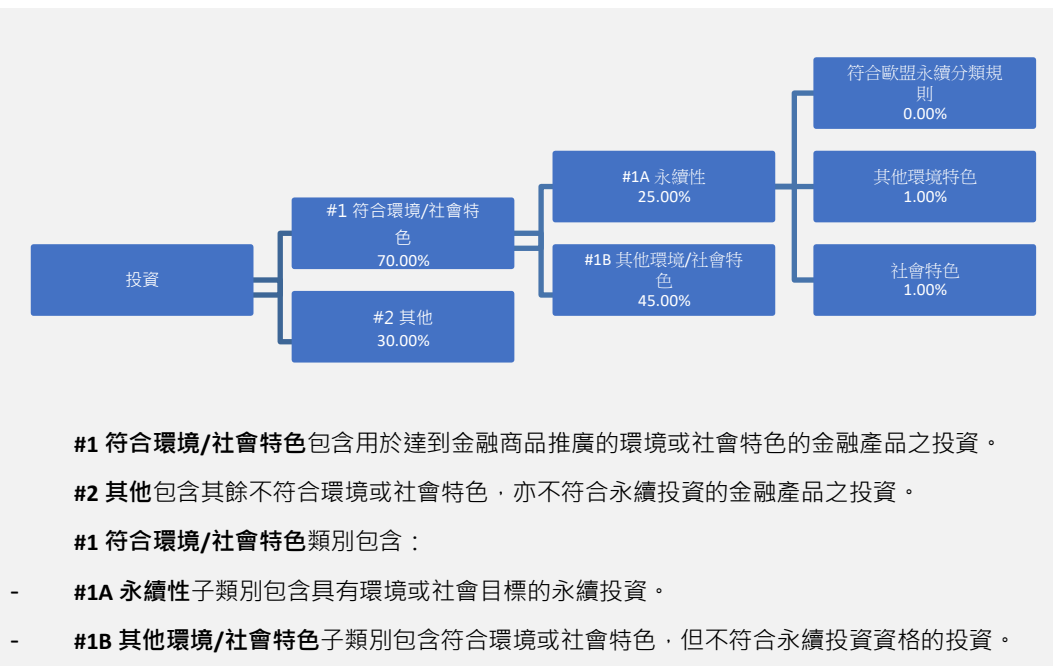 符合歐盟永續分類規
則
0.00%
#1A 永續性
25.00%
其他環境特色
1.00%
#1 符合環境/社會特
色
70.00%
投資
#1B 其他環境/社會特
色
45.00%
社會特色
1.00%
#2 其他
30.00%
#1 符合環境/社會特色包含用於達到金融商品推廣的環境或社會特色的金融產品之投資。
#2 其他包含其餘不符合環境或社會特色，亦不符合永續投資的金融產品之投資。
#1 符合環境/社會特色類別包含：
- #1A 永續性子類別包含具有環境或社會目標的永續投資。
- #1B 其他環境/社會特色子類別包含符合環境或社會特色，但不符合永續投資資格的投資。